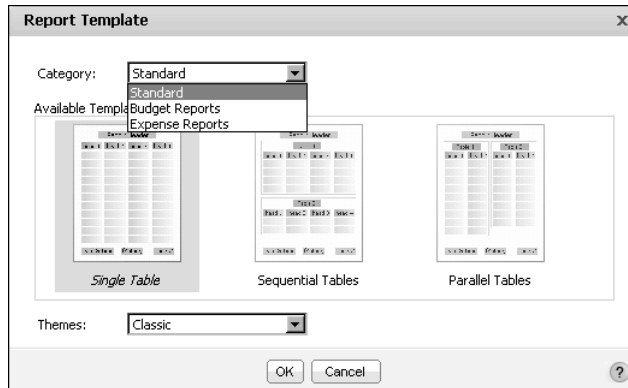 Report Template x
Category: Standard
Standard
Available Templa Budget Reports
Expense Reports
Single Table Sequential Tables Parallel Tables
Themes: Classic
OK Cancel ?